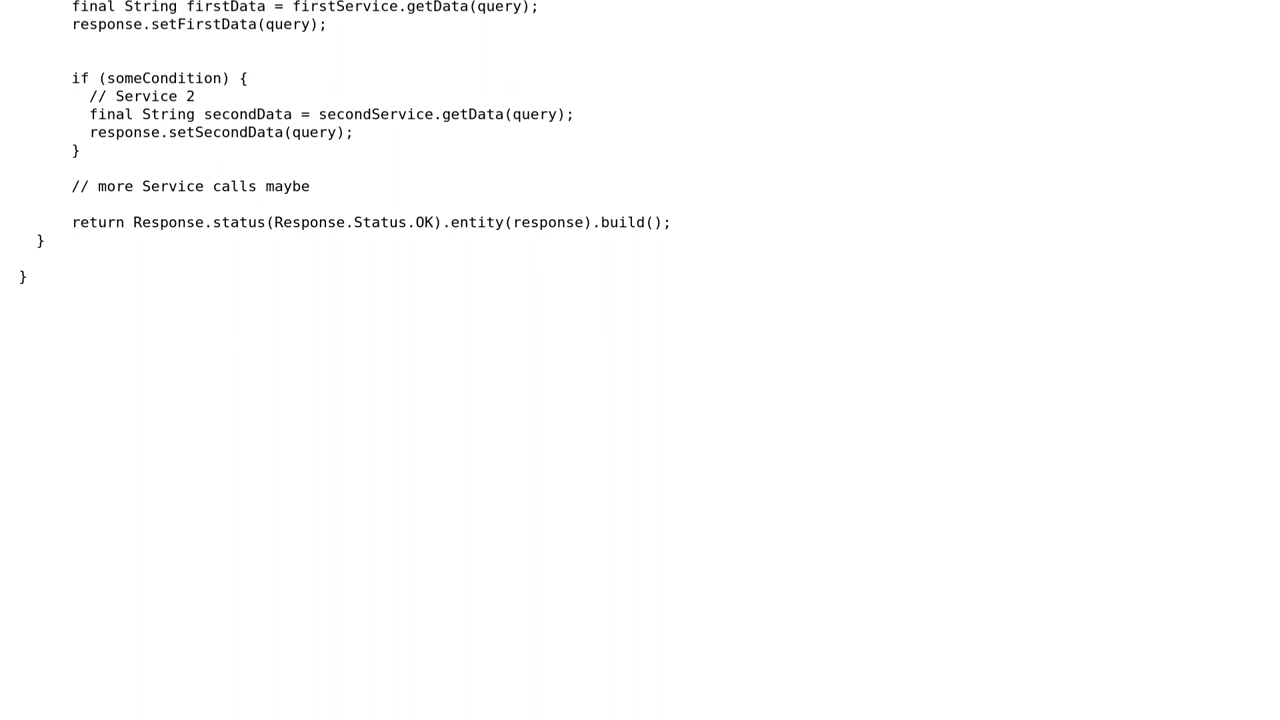 final String firstData = firstService.getData(query);
response.setFirstData(query);
if (someCondition) {
// Service 2
final String secondData = secondService.getData(query);
response.setSecondData(query);
}
// more Service calls maybe
return Response.status(Response.Status.OK).entity(response).build();
}
}